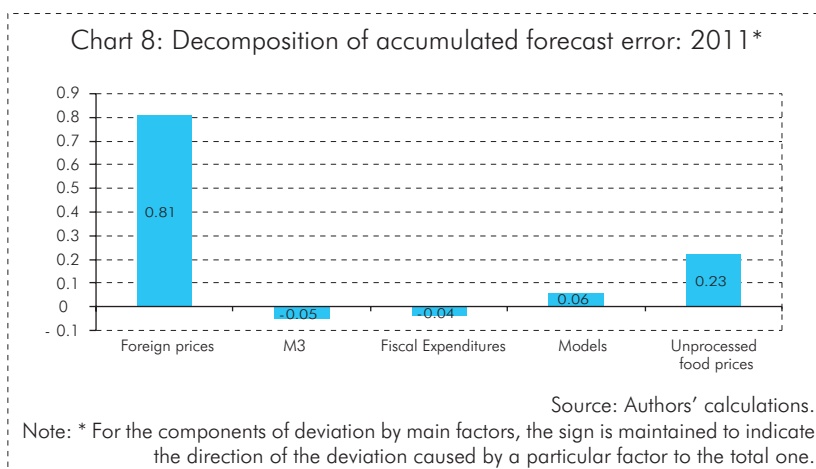 Chart 8: Decomposition of accumulated forecast error: 2011*
0.9
0.8
0.7
0.6
0.5
0.4
0.3
0.2
0.1
0
- 0.1
0.81
-0.05
-0.04
0.06
0.23
Foreign prices
M3
Fiscal Expenditures
Models
Unprocessed
food prices
Source: Authors’ calculations.
Note: * For the components of deviation by main factors, the sign is maintained to indicate
the direction of the deviation caused by a particular factor to the total one.